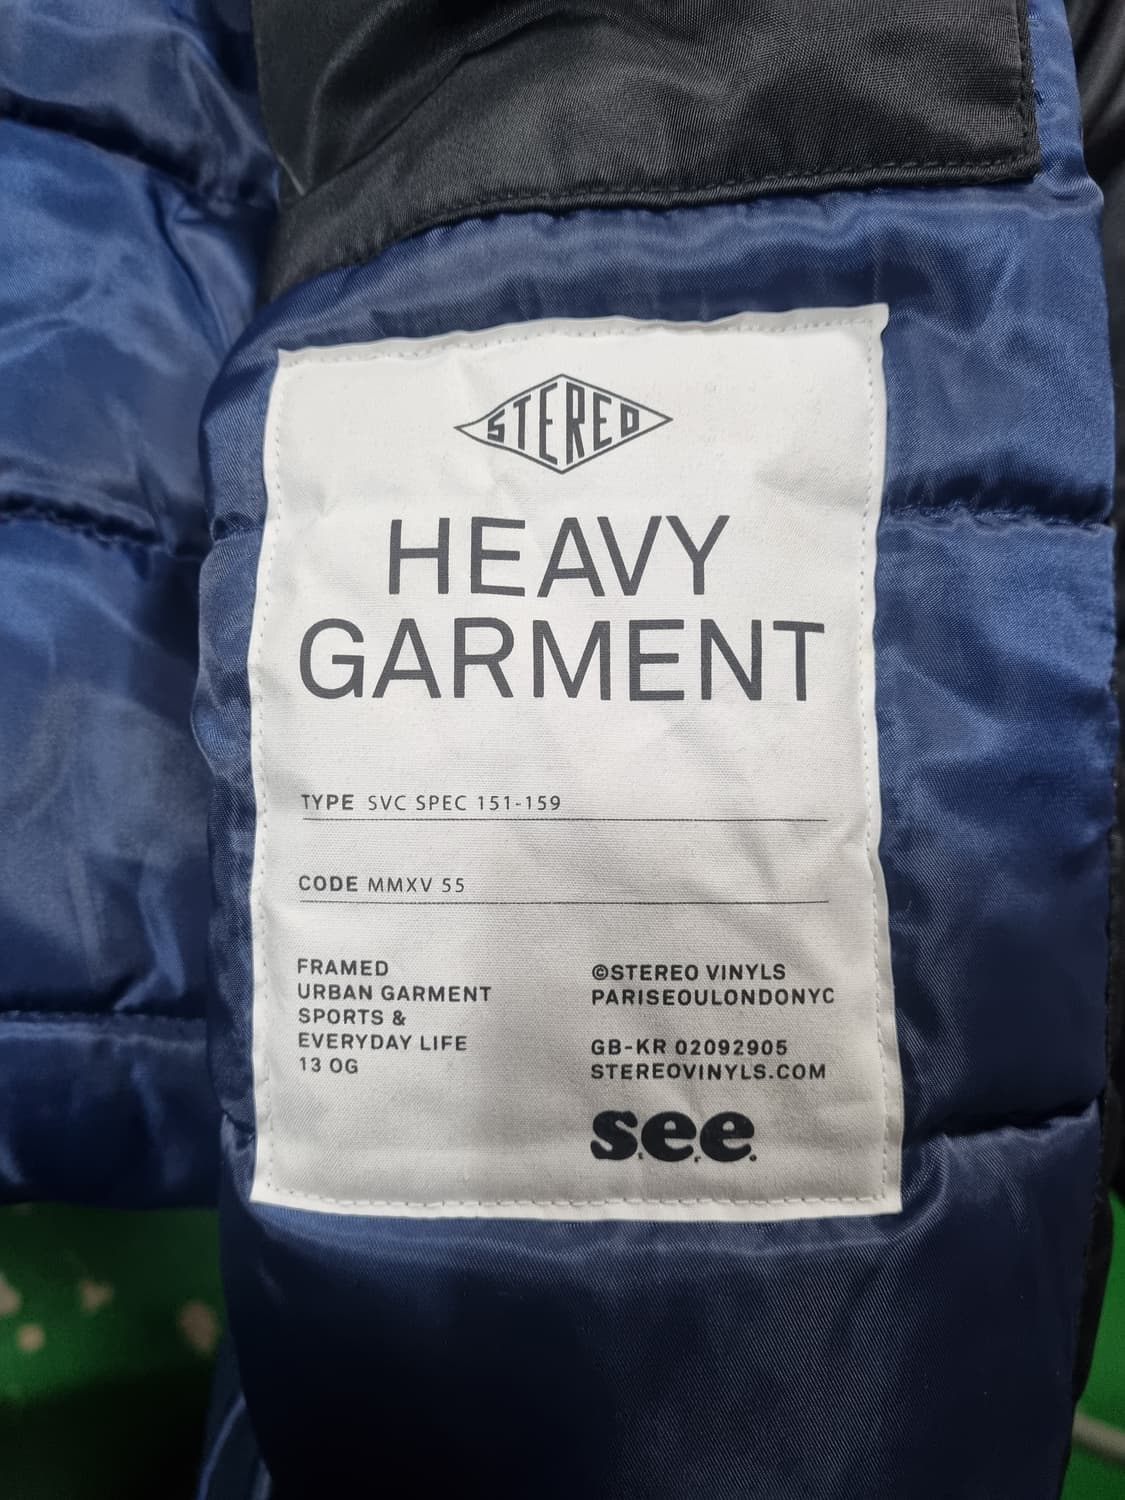 STEREO
HEAVY
GARMENT
TYPE SVC SPEC 151-159
CODE MMXV 55
FRAMED
URBAN GARMENT
SPORTS &
EVERYDAY LIFE
13 OG
©STEREO VINYLS
PARISEOULONDONYC
GB-KR 02092905
STEREOVINYLS.COM
s.e.e.